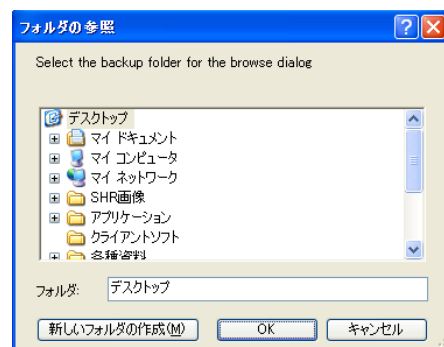 フォルダの参照
Select the backup folder for the browse dialog
デスクトップ
マイ ドキュメント
マイ コンピュータ
マイ ネットワーク
SHR画像
アプリケーション
クライアントソフト
各種資料
フォルダ: デスクトップ
新しいフォルダの作成(M) OK キャンセル